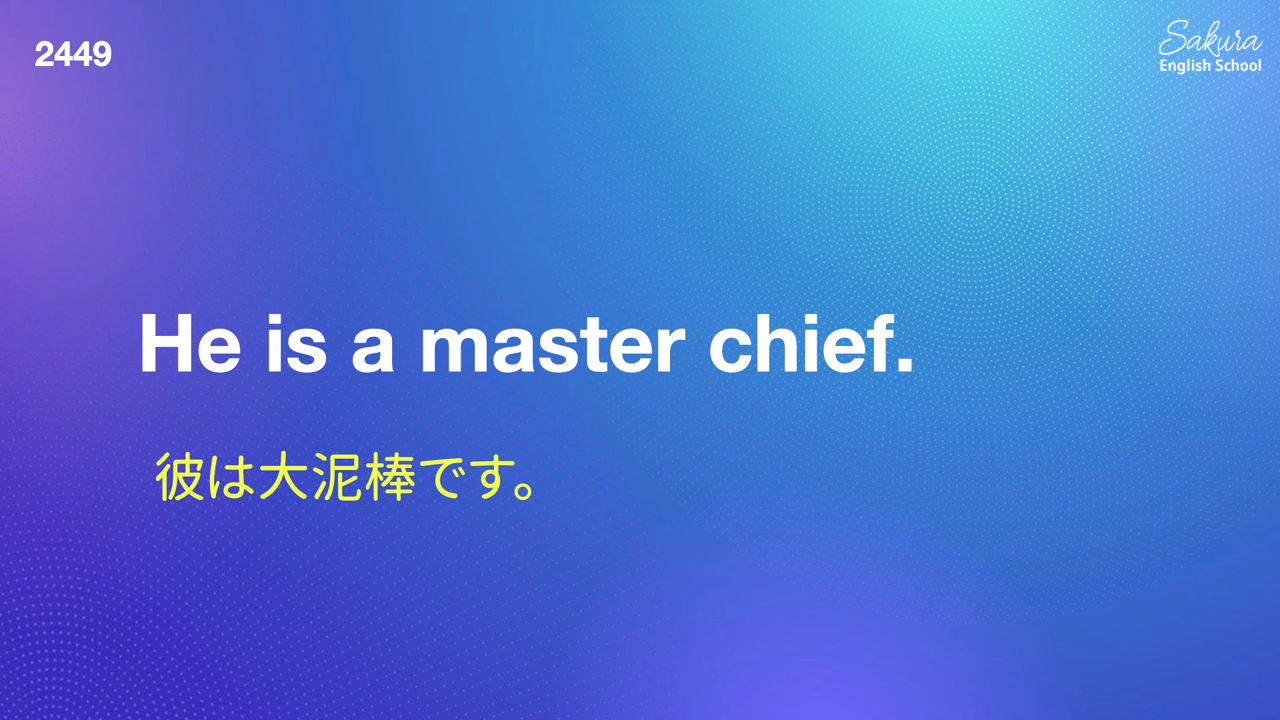 2449
Sakura
English School
He is a master chief.
彼は大泥棒です。